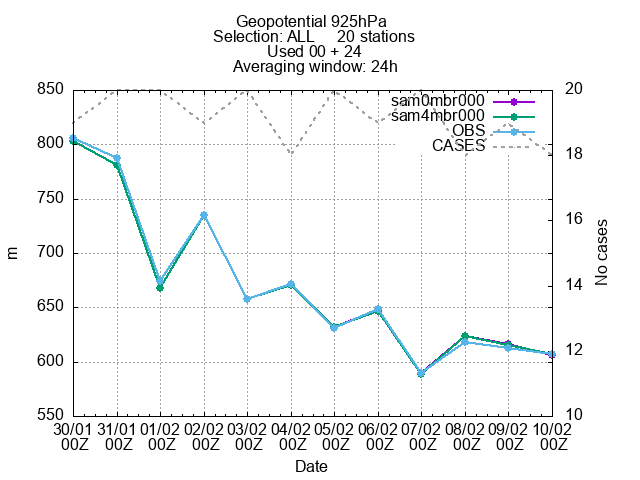 Geopotential 925hPa
Selection: ALL     20 stations
Used 00 + 24
Averaging window: 24h
850
800
750
700
650
600
550
20
18
16
14
12
10
sam0mbr000
sam4mbr000
OBS
CASES
m
No cases
30/01 31/01 01/02 02/02 03/02 04/02 05/02 06/02 07/02 08/02 09/02 10/02
00Z 00Z 00Z 00Z 00Z 00Z 00Z 00Z 00Z 00Z 00Z 00Z
Date